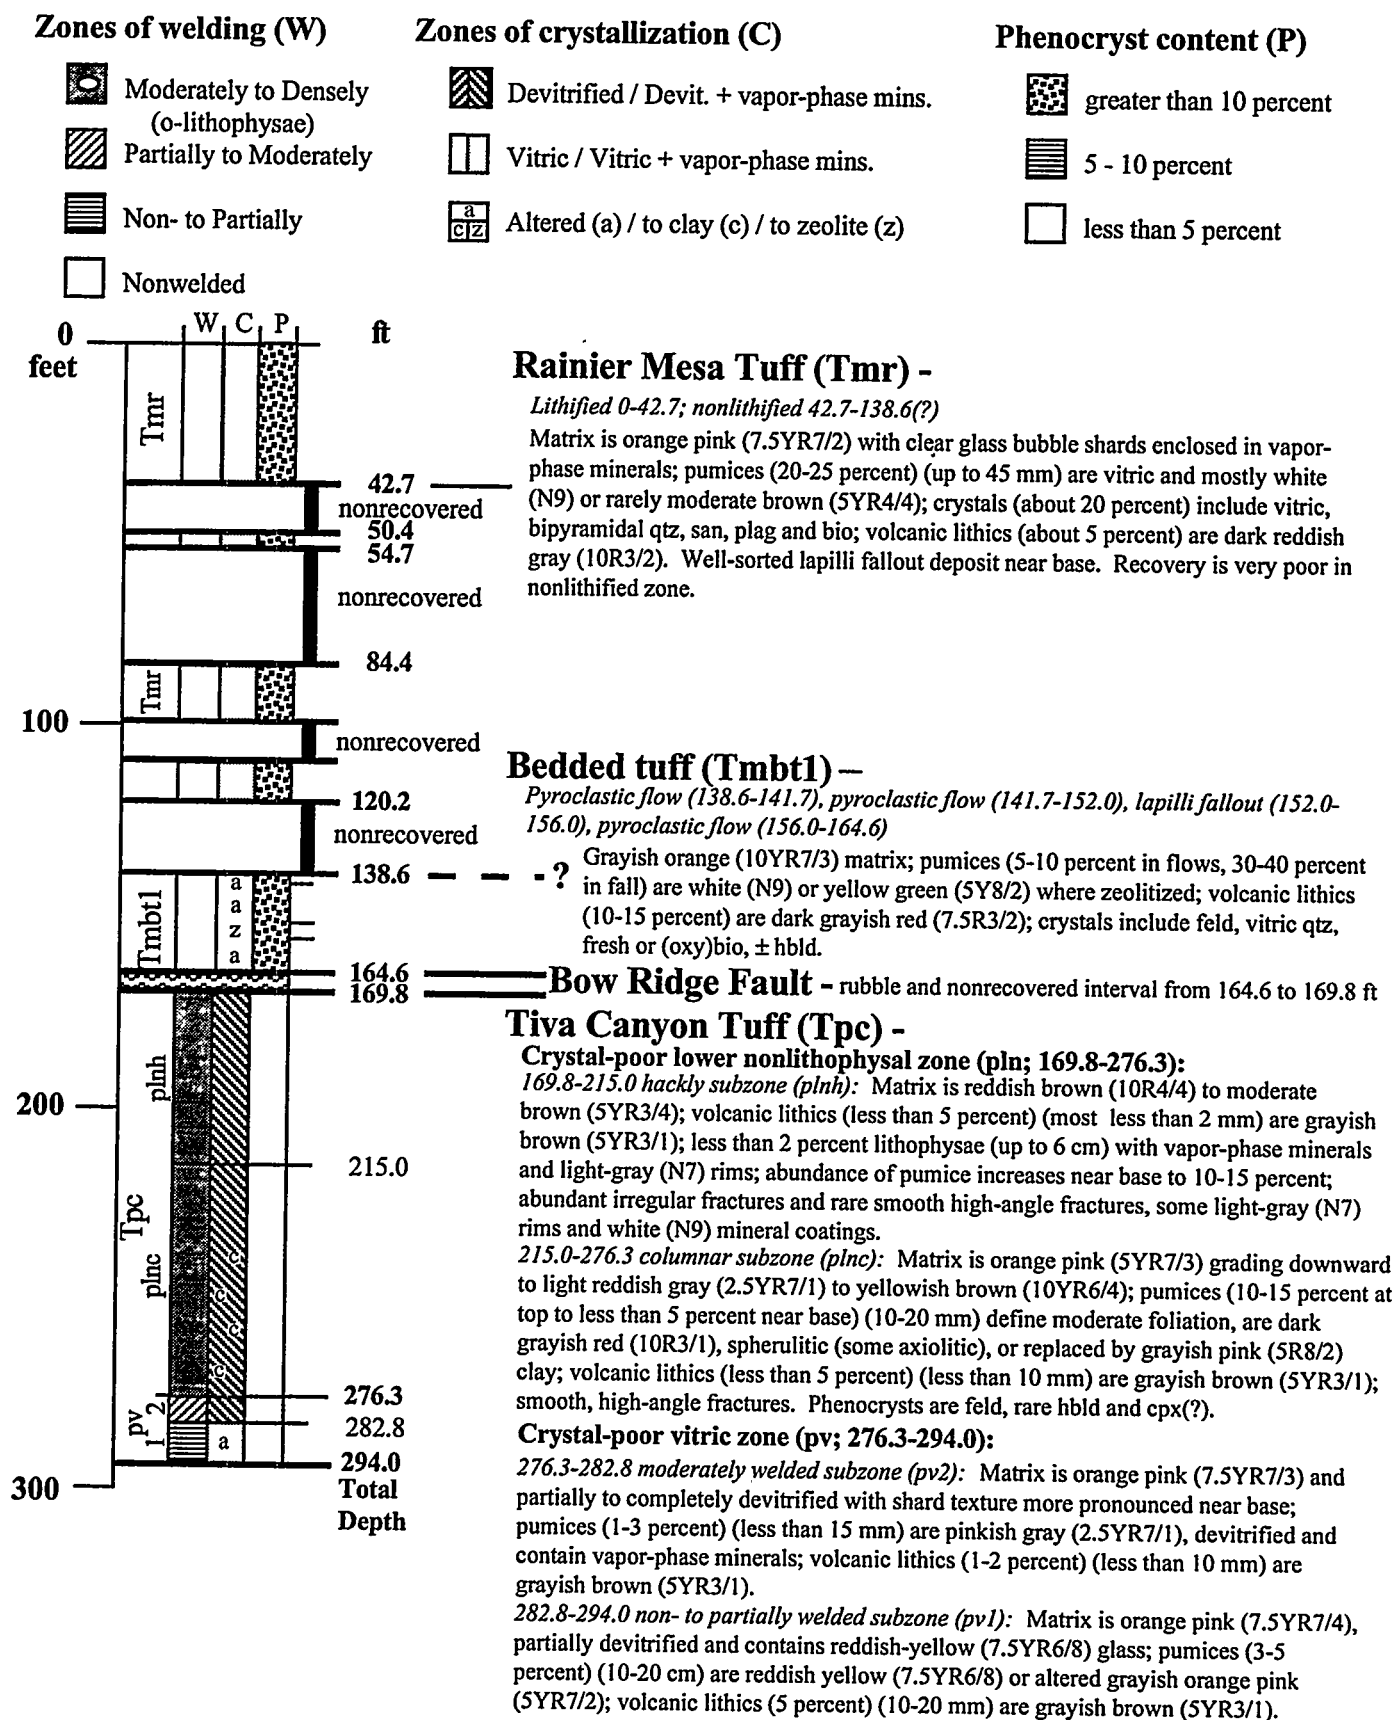 Zones of welding (W)
Moderately to Densely
(o-lithophysae)
Partially to Moderately
Non- to Partially
Nonwelded
Zones of crystallization (C)
Devitrified / Devit. + vapor-phase mins.
Vitric / Vitric + vapor-phase mins.
a
c z
Altered (a) / to clay (c) / to zeolite (z)
Phenocryst content (P)
greater than 10 percent
5 - 10 percent
less than 5 percent
W C P
0
feet
ft
Tmr
42.7
nonrecovered
50.4
54.7
nonrecovered
84.4
Tmr
100
nonrecovered
120.2
nonrecovered
138.6
?
Tmbt1
a
a
z
a
164.6
169.8
plnh
200
215.0
Tpc
plnc
c
c
c
c
276.3
pv
2
282.8
1
a
294.0
300
Total
Depth
Rainier Mesa Tuff (Tmr) -
Lithified 0-42.7; nonlithified 42.7-138.6(?)
Matrix is orange pink (7.5YR7/2) with clear glass bubble shards enclosed in vapor-
phase minerals; pumices (20-25 percent) (up to 45 mm) are vitric and mostly white
(N9) or rarely moderate brown (5YR4/4); crystals (about 20 percent) include vitric,
bipyramidal qtz, san, plag and bio; volcanic lithics (about 5 percent) are dark reddish
gray (10R3/2). Well-sorted lapilli fallout deposit near base. Recovery is very poor in
nonlithified zone.
Bedded tuff (Tmbt1) –
Pyroclastic flow (138.6-141.7), pyroclastic flow (141.7-152.0), lapilli fallout (152.0-
156.0), pyroclastic flow (156.0-164.6)
Grayish orange (10YR7/3) matrix; pumices (5-10 percent in flows, 30-40 percent
in fall) are white (N9) or yellow green (5Y8/2) where zeolitized; volcanic lithics
(10-15 percent) are dark grayish red (7.5R3/2); crystals include feld, vitric qtz,
fresh or (oxy)bio, ± hbld.
Bow Ridge Fault - rubble and nonrecovered interval from 164.6 to 169.8 ft
Tiva Canyon Tuff (Tpc) -
Crystal-poor lower nonlithophysal zone (pln; 169.8-276.3):
169.8-215.0 hackly subzone (plnh): Matrix is reddish brown (10R4/4) to moderate
brown (5YR3/4); volcanic lithics (less than 5 percent) (most less than 2 mm) are grayish
brown (5YR3/1); less than 2 percent lithophysae (up to 6 cm) with vapor-phase minerals
and light-gray (N7) rims; abundance of pumice increases near base to 10-15 percent;
abundant irregular fractures and rare smooth high-angle fractures, some light-gray (N7)
rims and white (N9) mineral coatings.
215.0-276.3 columnar subzone (plnc): Matrix is orange pink (5YR7/3) grading downward
to light reddish gray (2.5YR7/1) to yellowish brown (10YR6/4); pumices (10-15 percent at
top to less than 5 percent near base) (10-20 mm) define moderate foliation, are dark
grayish red (10R3/1), spherulitic (some axiolitic), or replaced by grayish pink (5R8/2)
clay; volcanic lithics (less than 5 percent) (less than 10 mm) are grayish brown (5YR3/1);
smooth, high-angle fractures. Phenocrysts are feld, rare hbld and cpx(?).
Crystal-poor vitric zone (pv; 276.3-294.0):
276.3-282.8 moderately welded subzone (pv2): Matrix is orange pink (7.5YR7/3) and
partially to completely devitrified with shard texture more pronounced near base;
pumices (1-3 percent) (less than 15 mm) are pinkish gray (2.5YR7/1), devitrified and
contain vapor-phase minerals; volcanic lithics (1-2 percent) (less than 10 mm) are
grayish brown (5YR3/1).
282.8-294.0 non- to partially welded subzone (pv1): Matrix is orange pink (7.5YR7/4),
partially devitrified and contains reddish-yellow (7.5YR6/8) glass; pumices (3-5
percent) (10-20 cm) are reddish yellow (7.5YR6/8) or altered grayish orange pink
(5YR7/2); volcanic lithics (5 percent) (10-20 mm) are grayish brown (5YR3/1).